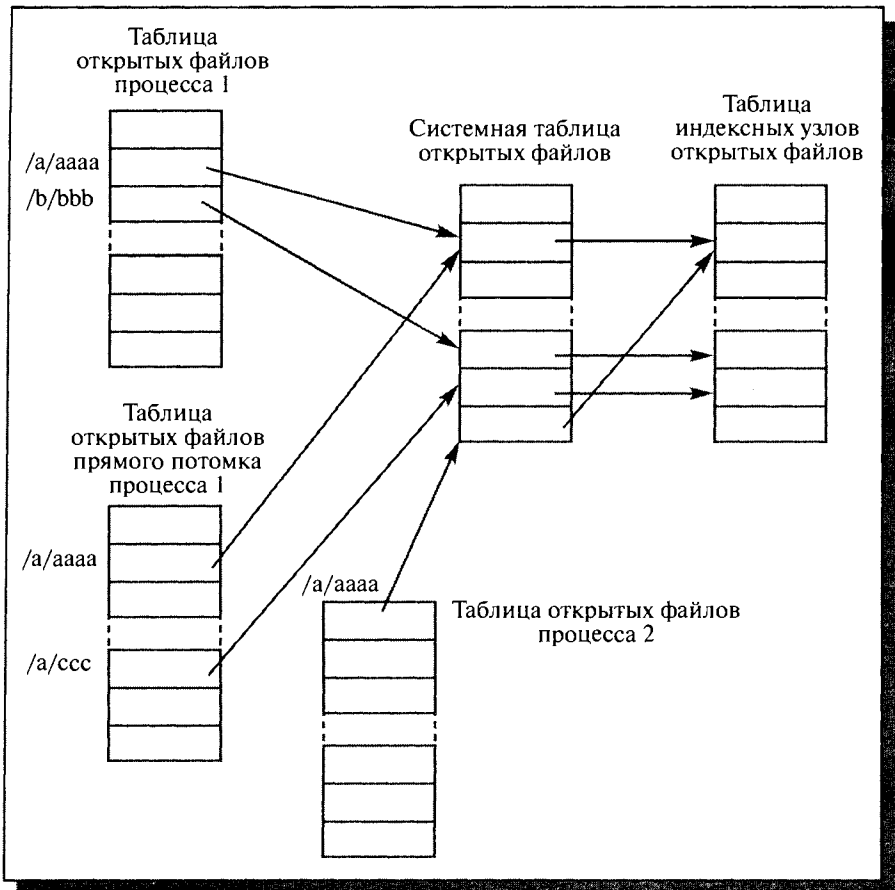 Таблица
открытых файлов
процесса 1
/a/aaaa
/b/bbb
Системная таблица
открытых файлов
Таблица
индексных узлов
открытых файлов
Таблица
открытых файлов
прямого потомка
процесса 1
/a/aaaa
/a/ccc
/a/aaaa
Таблица открытых файлов
процесса 2